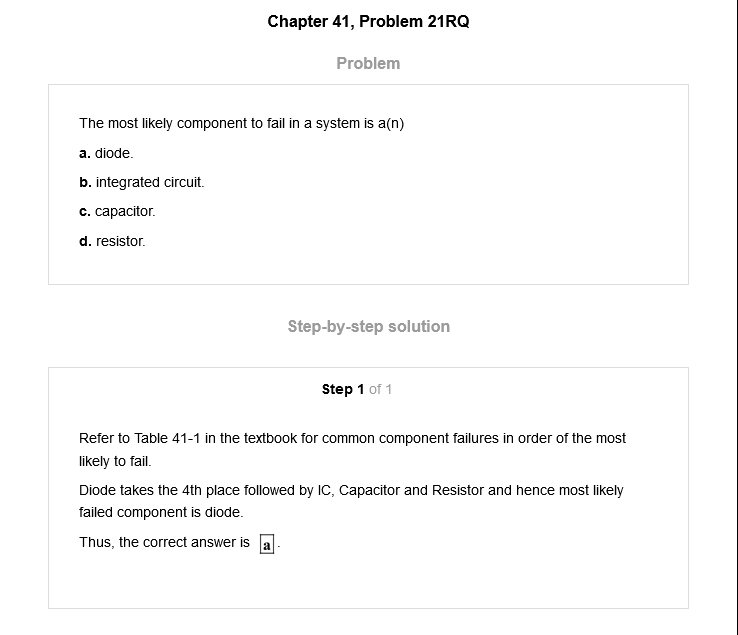 Chapter 41, Problem 21RQ
Problem
The most likely component to fail in a system is a(n)
a. diode.
b. integrated circuit.
c. capacitor.
d. resistor.
Step-by-step solution
Step 1 of 1
Refer to Table 41-1 in the textbook for common component failures in order of the most
likely to fail.
Diode takes the 4th place followed by IC, Capacitor and Resistor and hence most likely
failed component is diode.
Thus, the correct answer is a.